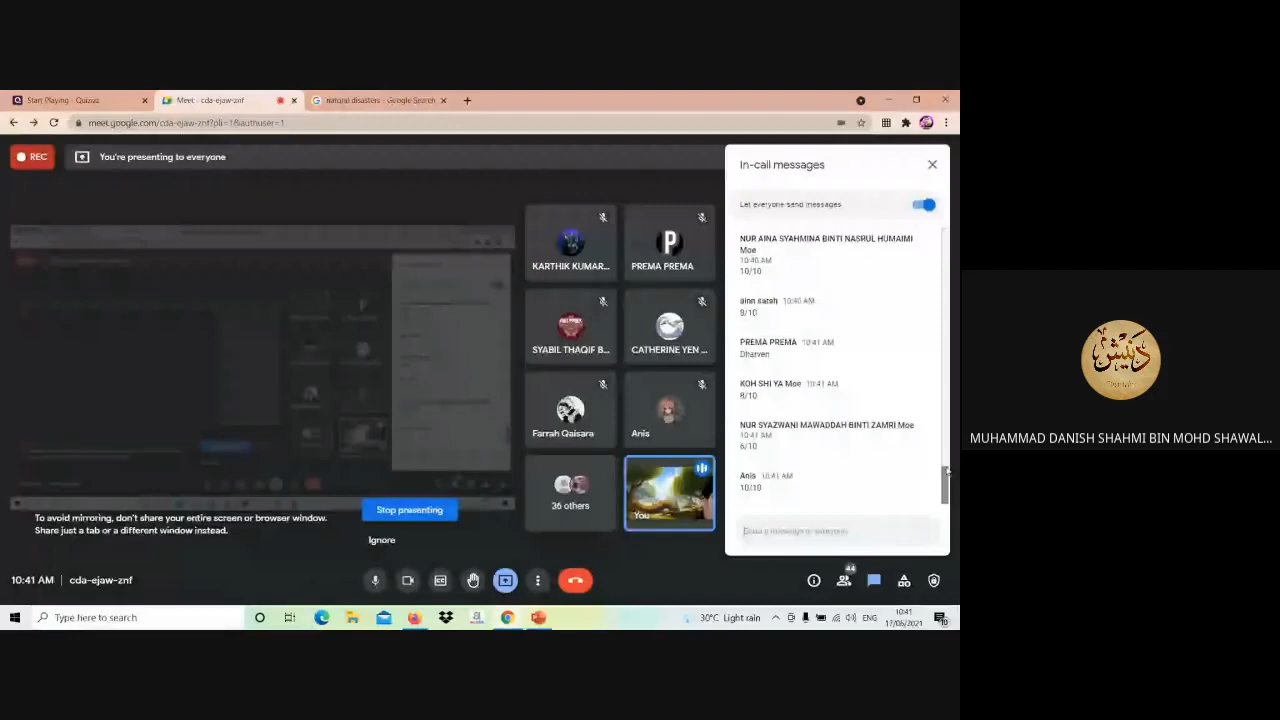 Start Playing - Quizizz
Meet - cda-ejaw-znf
natural disasters - Google Search
meet.google.com/cda-ejaw-znf?pli=1&authuser=1
REC
You're presenting to everyone
In-call messages
Let everyone send messages
NUR AINA SYAHMINA BINTI NASRUL HUMAIMI
Moe
10:40 AM
10/10
10:40 AM
9/10
PREMA PREMA 10:41 AM
Dharven
KOH SHI YA Moe 10:41 AM
8/10
NUR SYAZWANI MAWADDAH BINTI ZAMRI Moe
10:41 AM
6/10
Anis 10:41 AM
10/10
Send a message to everyone
KARTHIK KUMAR...
P
PREMA PREMA
SYABIL THAQIF B...
CATHERINE YEN ...
Farrah Qaisara
Anis
36 others
You
To avoid mirroring, don't share your entire screen or browser window.
Share just a tab or a different window instead.
Stop presenting
Ignore
10:41 AM | cda-ejaw-znf
44
Type here to search
30°C Light rain
ENG
10:41
17/06/2021
دانيش
MUHAMMAD DANISH SHAHMI BIN MOHD SHAWAL...